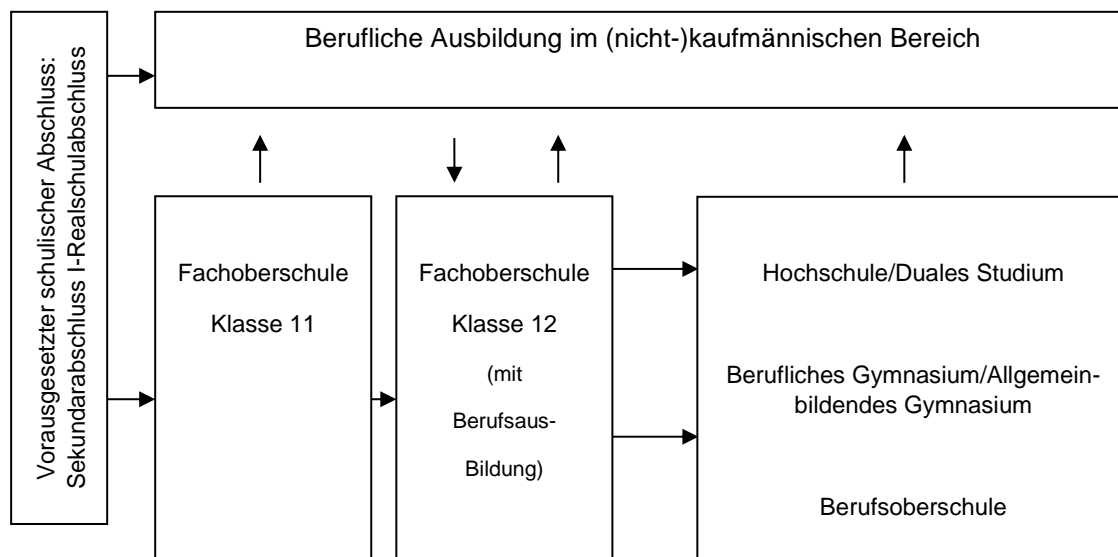 Vorausgesetzter schulischer Abschluss:
Sekundarabschluss I-Realschulabschluss
Berufliche Ausbildung im (nicht-)kaufmännischen Bereich
Fachoberschule
Klasse 11
Fachoberschule
Klasse 12
(mit
Berufsaus-
Bildung)
Hochschule/Duales Studium
Berufliches Gymnasium/Allgemein-
bildendes Gymnasium
Berufsoberschule